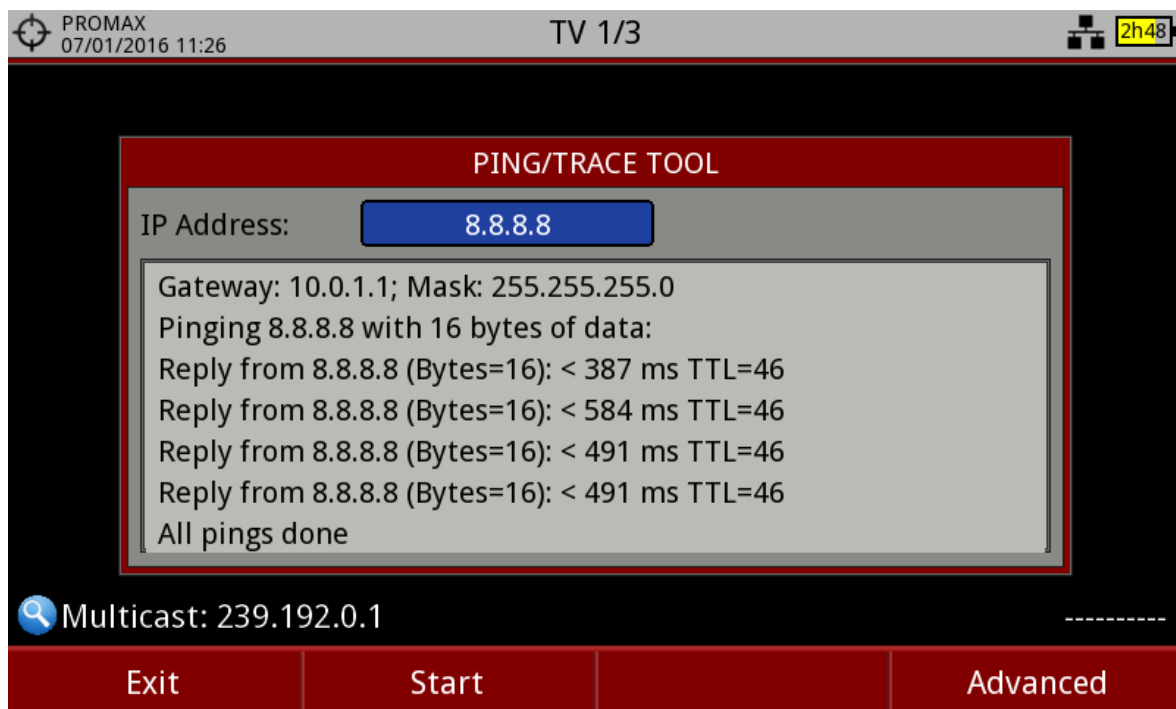 PROMAX
07/01/2016 11:26
TV 1/3
2h48
PING/TRACE TOOL
IP Address:
8.8.8.8
Gateway: 10.0.1.1; Mask: 255.255.255.0
Pinging 8.8.8.8 with 16 bytes of data:
Reply from 8.8.8.8 (Bytes=16): < 387 ms TTL=46
Reply from 8.8.8.8 (Bytes=16): < 584 ms TTL=46
Reply from 8.8.8.8 (Bytes=16): < 491 ms TTL=46
Reply from 8.8.8.8 (Bytes=16): < 491 ms TTL=46
All pings done
Multicast: 239.192.0.1
----------
Exit
Start
Advanced